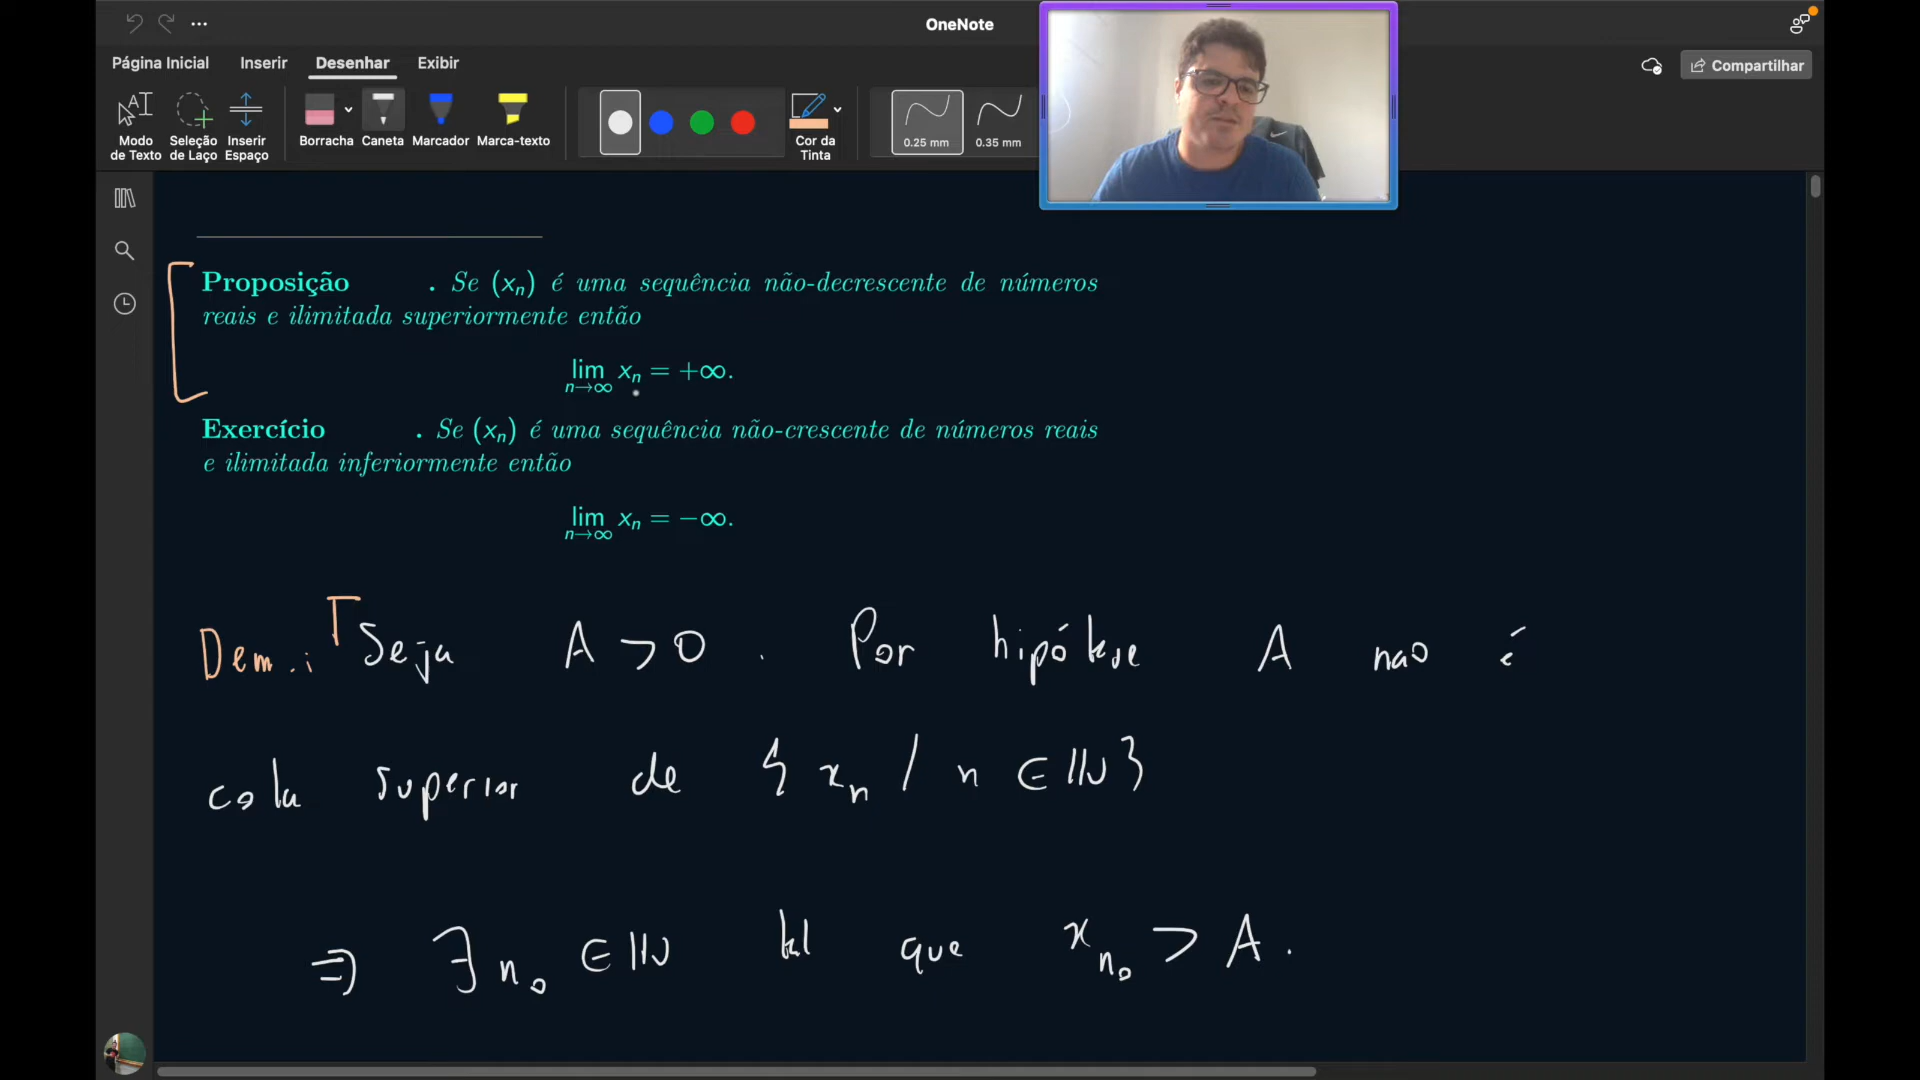 OneNote
Página Inicial Inserir Desenhar Exibir
Compartilhar
Modo de Texto
Seleção de Laço
Inserir Espaço
Borracha
Caneta
Marcador
Marca-texto
Cor da Tinta
0.25 mm
0.35 mm
Proposição . Se (xₙ) é uma sequência não-decrescente de números
reais e ilimitada superiormente então
lim xₙ = +∞.
n→∞
Exercício . Se (xₙ) é uma sequência não-crescente de números reais
e ilimitada inferiormente então
lim xₙ = −∞.
n→∞
Dem.: Seja A > 0 . Por hipótese A nao é
cota superior de { xₙ / n ∈ ℕ }
⇒ ∃ n₀ ∈ ℕ tal que x_{n₀} > A .